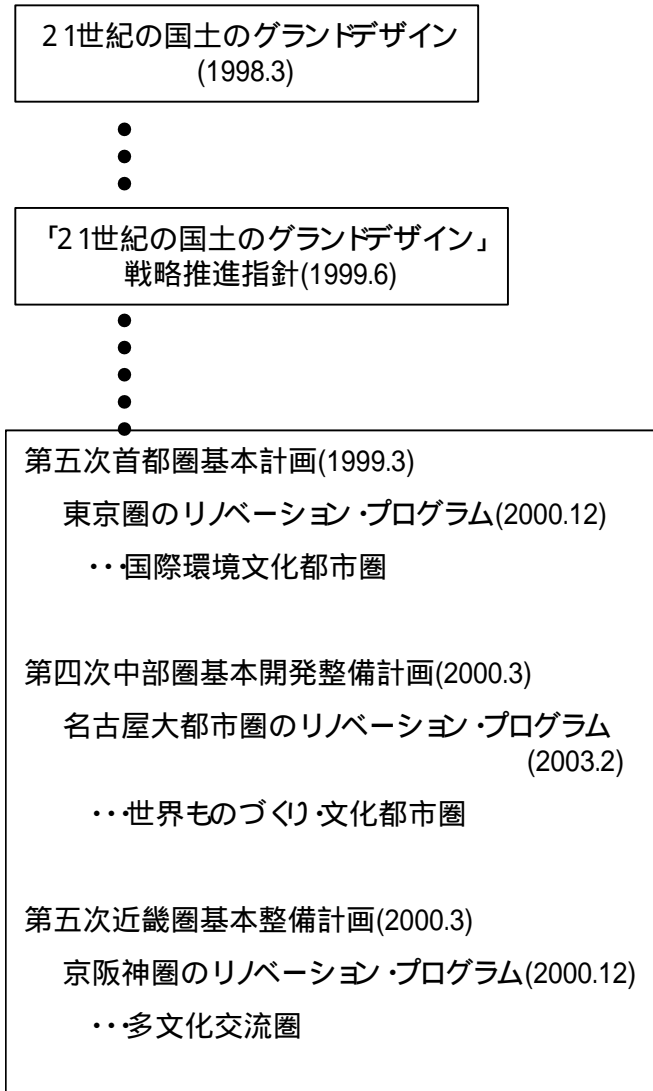 21世紀の国土のグランドデザイン
(1998.3)
「21世紀の国土のグランドデザイン」
戦略推進指針(1999.6)
第五次首都圏基本計画(1999.3)
東京圏のリノベーション・プログラム(2000.12)
・・・国際環境文化都市圏
第四次中部圏基本開発整備計画(2000.3)
名古屋大都市圏のリノベーション・プログラム
(2003.2)
・・・世界ものづくり・文化都市圏
第五次近畿圏基本整備計画(2000.3)
京阪神圏のリノベーション・プログラム(2000.12)
・・・多文化交流圏